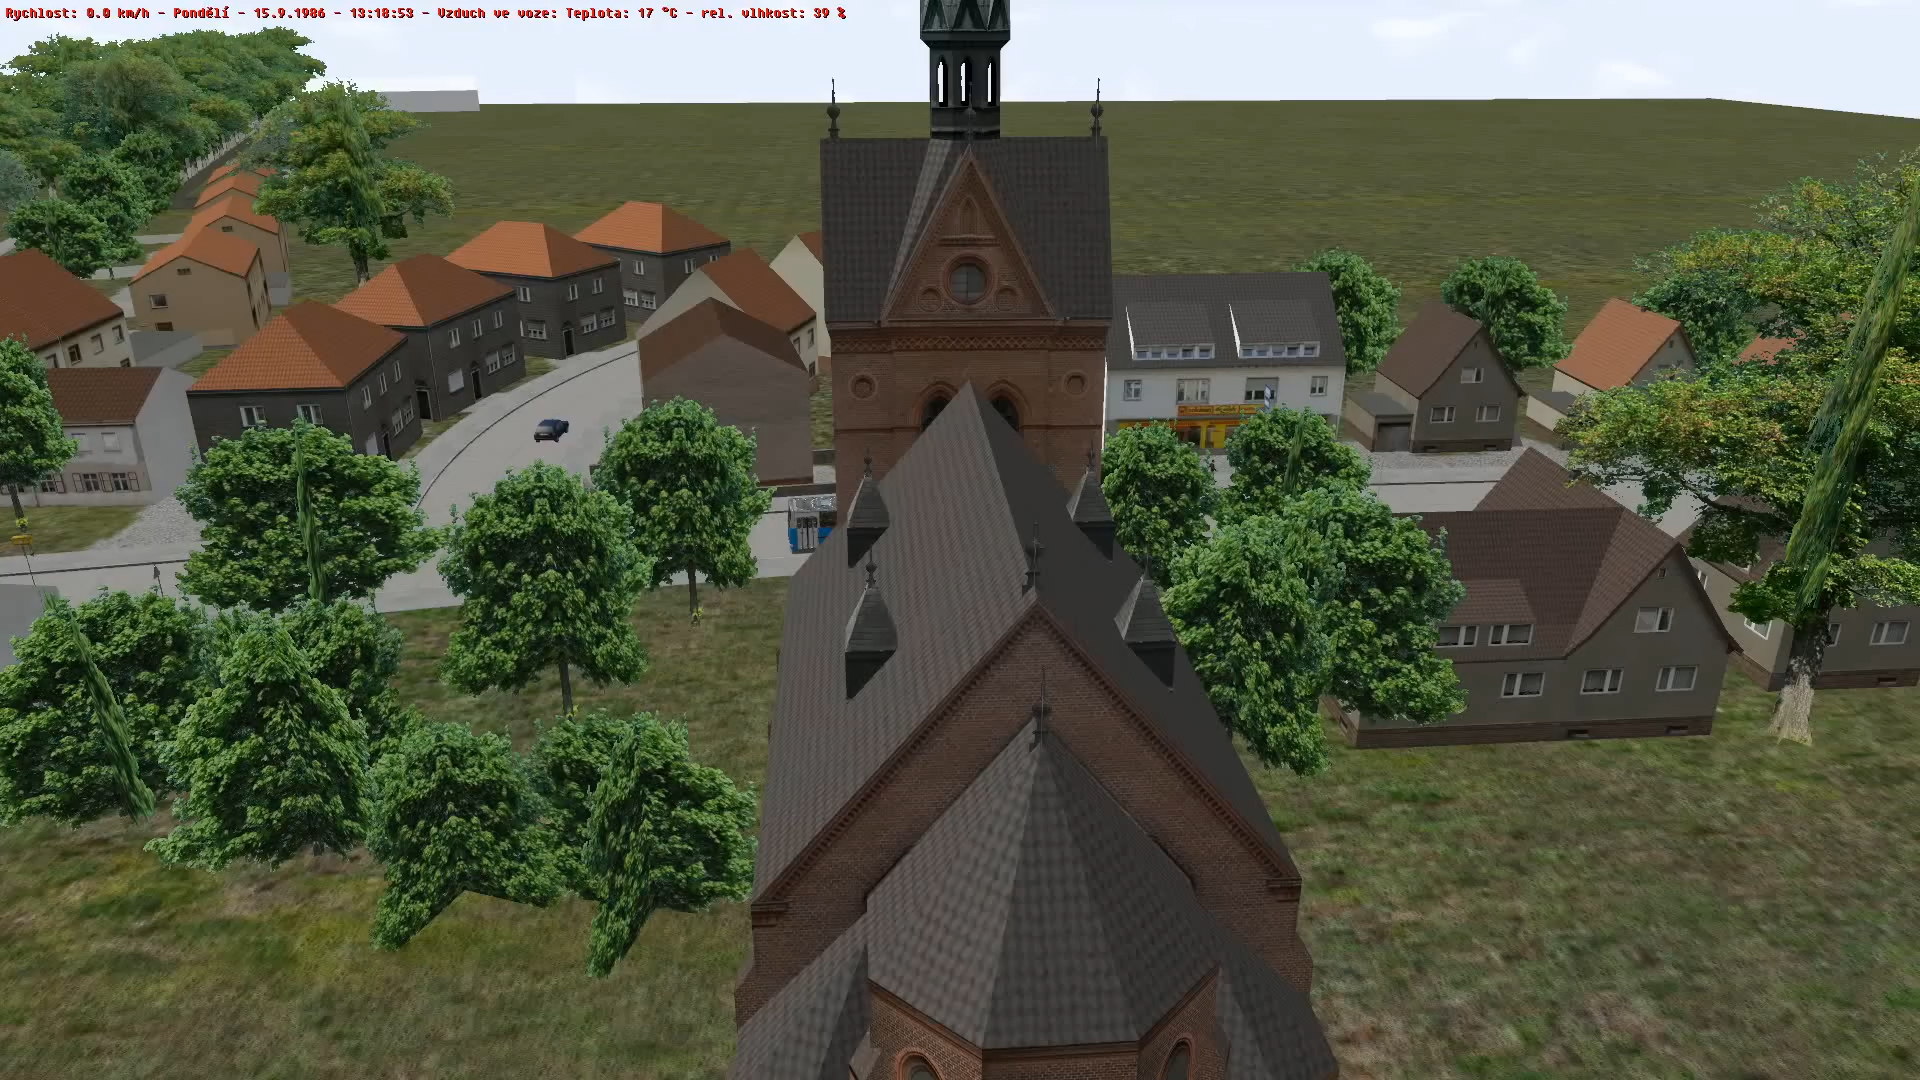 Rychlost: 0.0 km/h - Pondělí - 15.9.1986 - 13:18:53 - Vzduch ve voze: Teplota: 17 °C - rel. vlhkost: 39 %